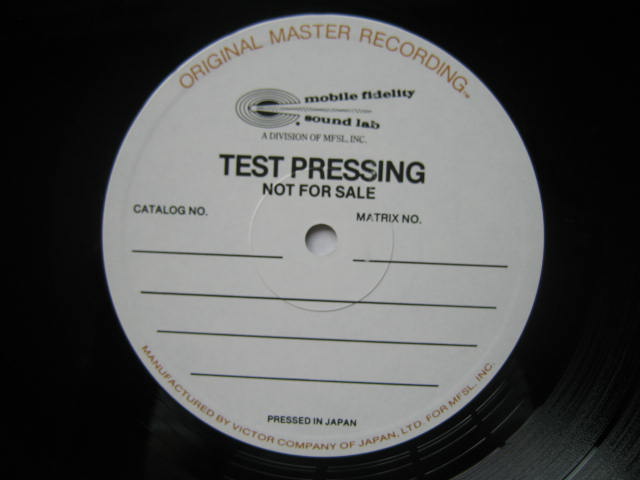 ORIGINAL MASTER RECORDING™
mobile fidelity
sound lab
A DIVISION OF MFSL, INC.
TEST PRESSING
NOT FOR SALE
CATALOG NO.
MATRIX NO.
PRESSED IN JAPAN
MANUFACTURED BY VICTOR COMPANY OF JAPAN, LTD. FOR MFSL, INC.